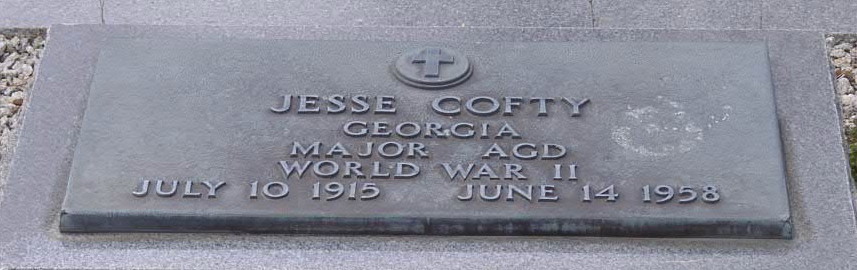 JESSE COFTY
GEORGIA
MAJOR AGD
WORLD WAR II
JULY 10 1915 JUNE 14 1958